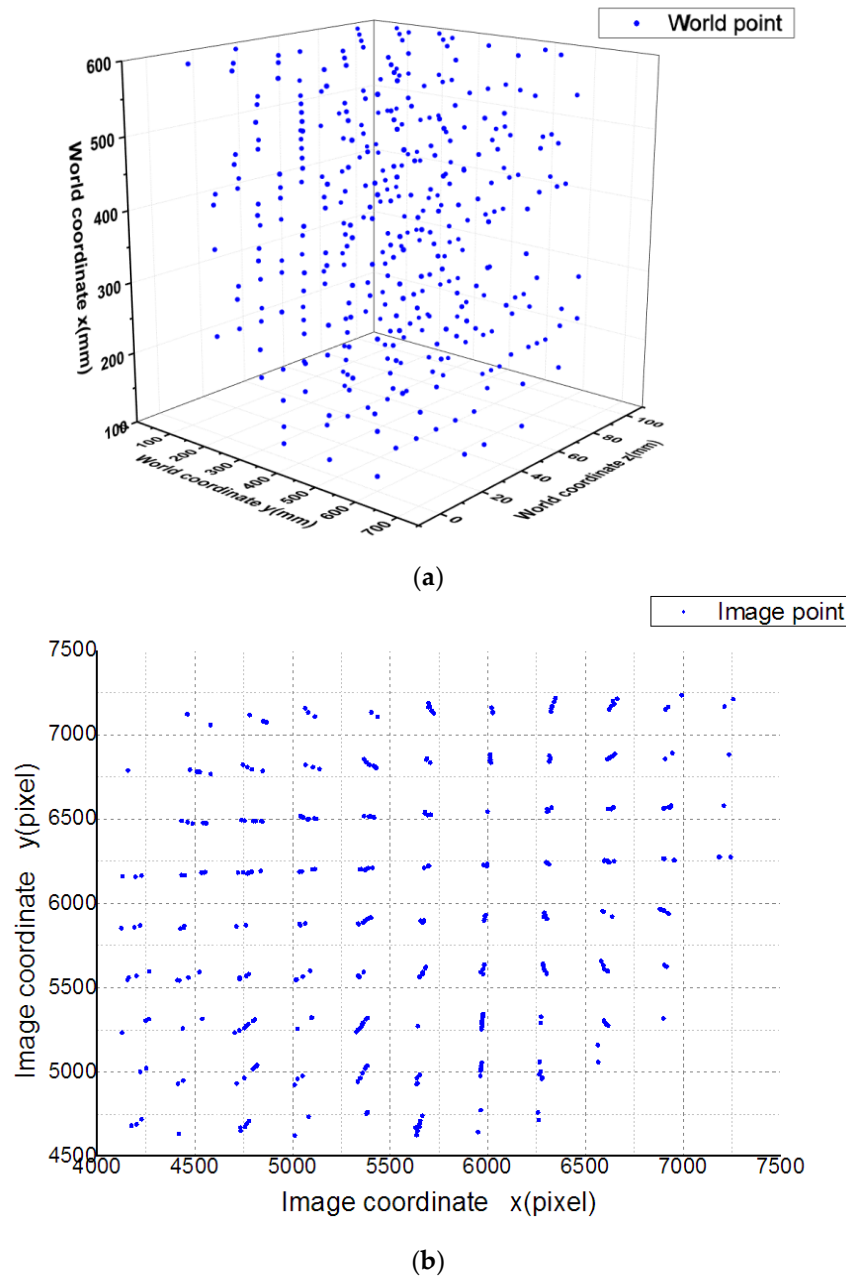 World point
600
500
400
300
200
100
World coordinate x(mm)
0
100
200
300
400
500
600
700
World coordinate y(mm)
0
20
40
60
80
100
World coordinate z(mm)
(a)
Image point
7500
7000
6500
6000
5500
5000
4500
Image coordinate y(pixel)
4000 4500 5000 5500 6000 6500 7000 7500
Image coordinate x(pixel)
(b)